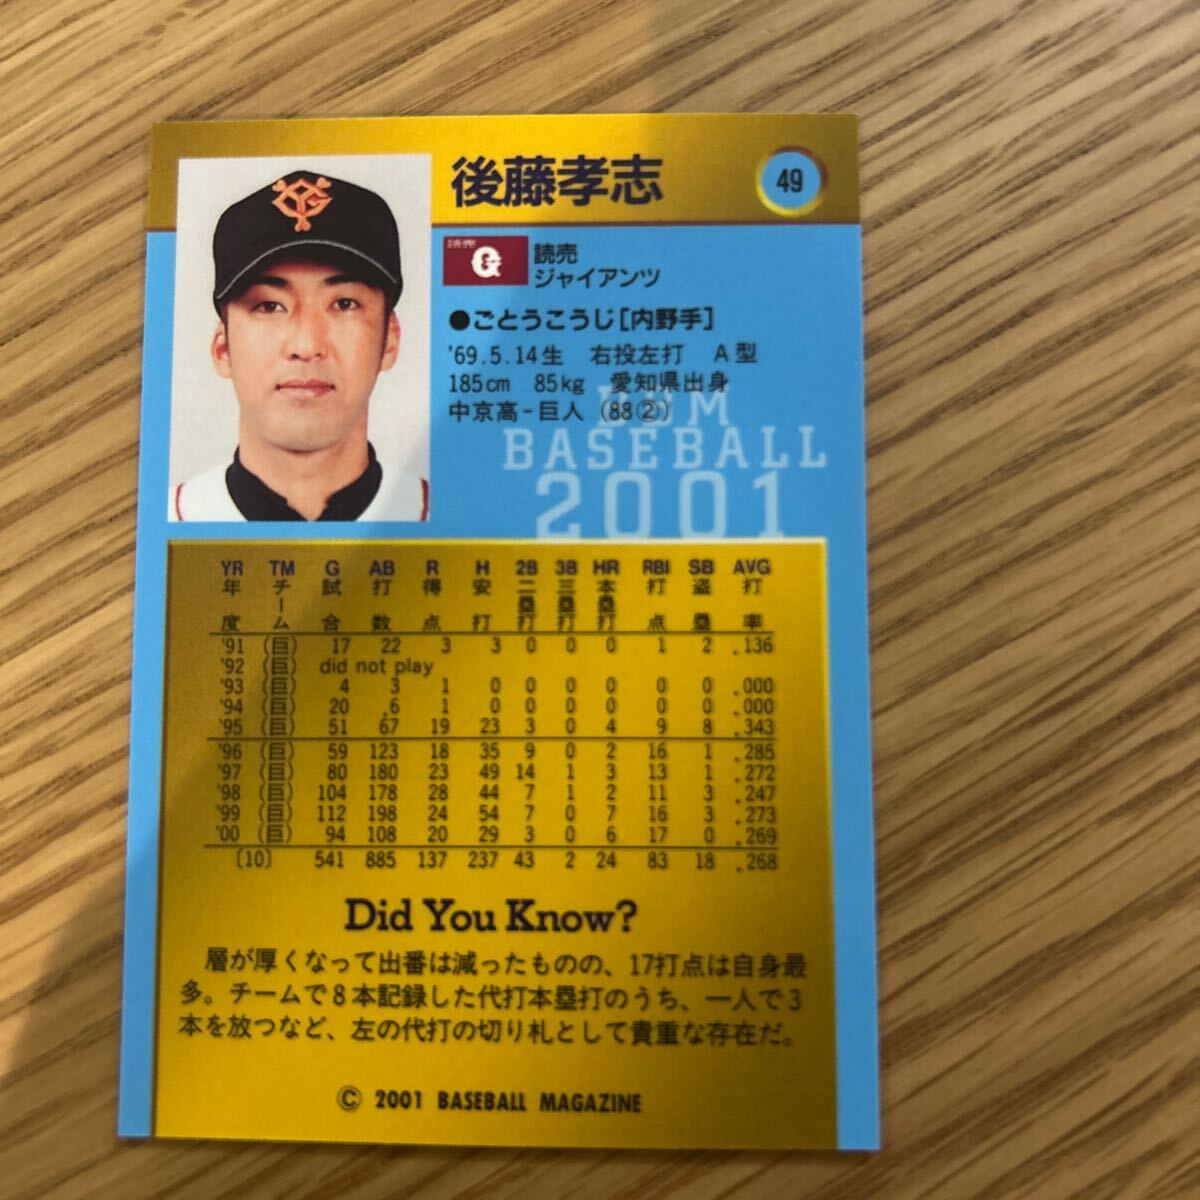 後藤孝志
49
YG
読売
G
読売
ジャイアンツ
●ごとうこうじ[内野手]
'69.5.14生 右投左打 A型
185cm 85kg 愛知県出身
中京高-巨人(88②)
BBM
BASEBALL
2001
YR TM G AB R H 2B 3B HR RBI SB AVG
年度 チーム 試合 打数 得点 安打 二塁打 三塁打 本塁打 打点 盗塁 打率
'91 (巨) 17 22 3 3 0 0 0 1 2 .136
'92 (巨) did not play
'93 (巨) 4 3 1 0 0 0 0 0 0 .000
'94 (巨) 20 6 1 0 0 0 0 0 0 .000
'95 (巨) 51 67 19 23 3 0 4 9 8 .343
'96 (巨) 59 123 18 35 9 0 2 16 1 .285
'97 (巨) 80 180 23 49 14 1 3 13 1 .272
'98 (巨) 104 178 28 44 7 1 2 11 3 .247
'99 (巨) 112 198 24 54 7 0 7 16 3 .273
'00 (巨) 94 108 20 29 3 0 6 17 0 .269
〔10〕 541 885 137 237 43 2 24 83 18 .268
Did You Know?
層が厚くなって出番は減ったものの、17打点は自身最
多。チームで8本記録した代打本塁打のうち、一人で3
本を放つなど、左の代打の切り札として貴重な存在だ。
© 2001 BASEBALL MAGAZINE